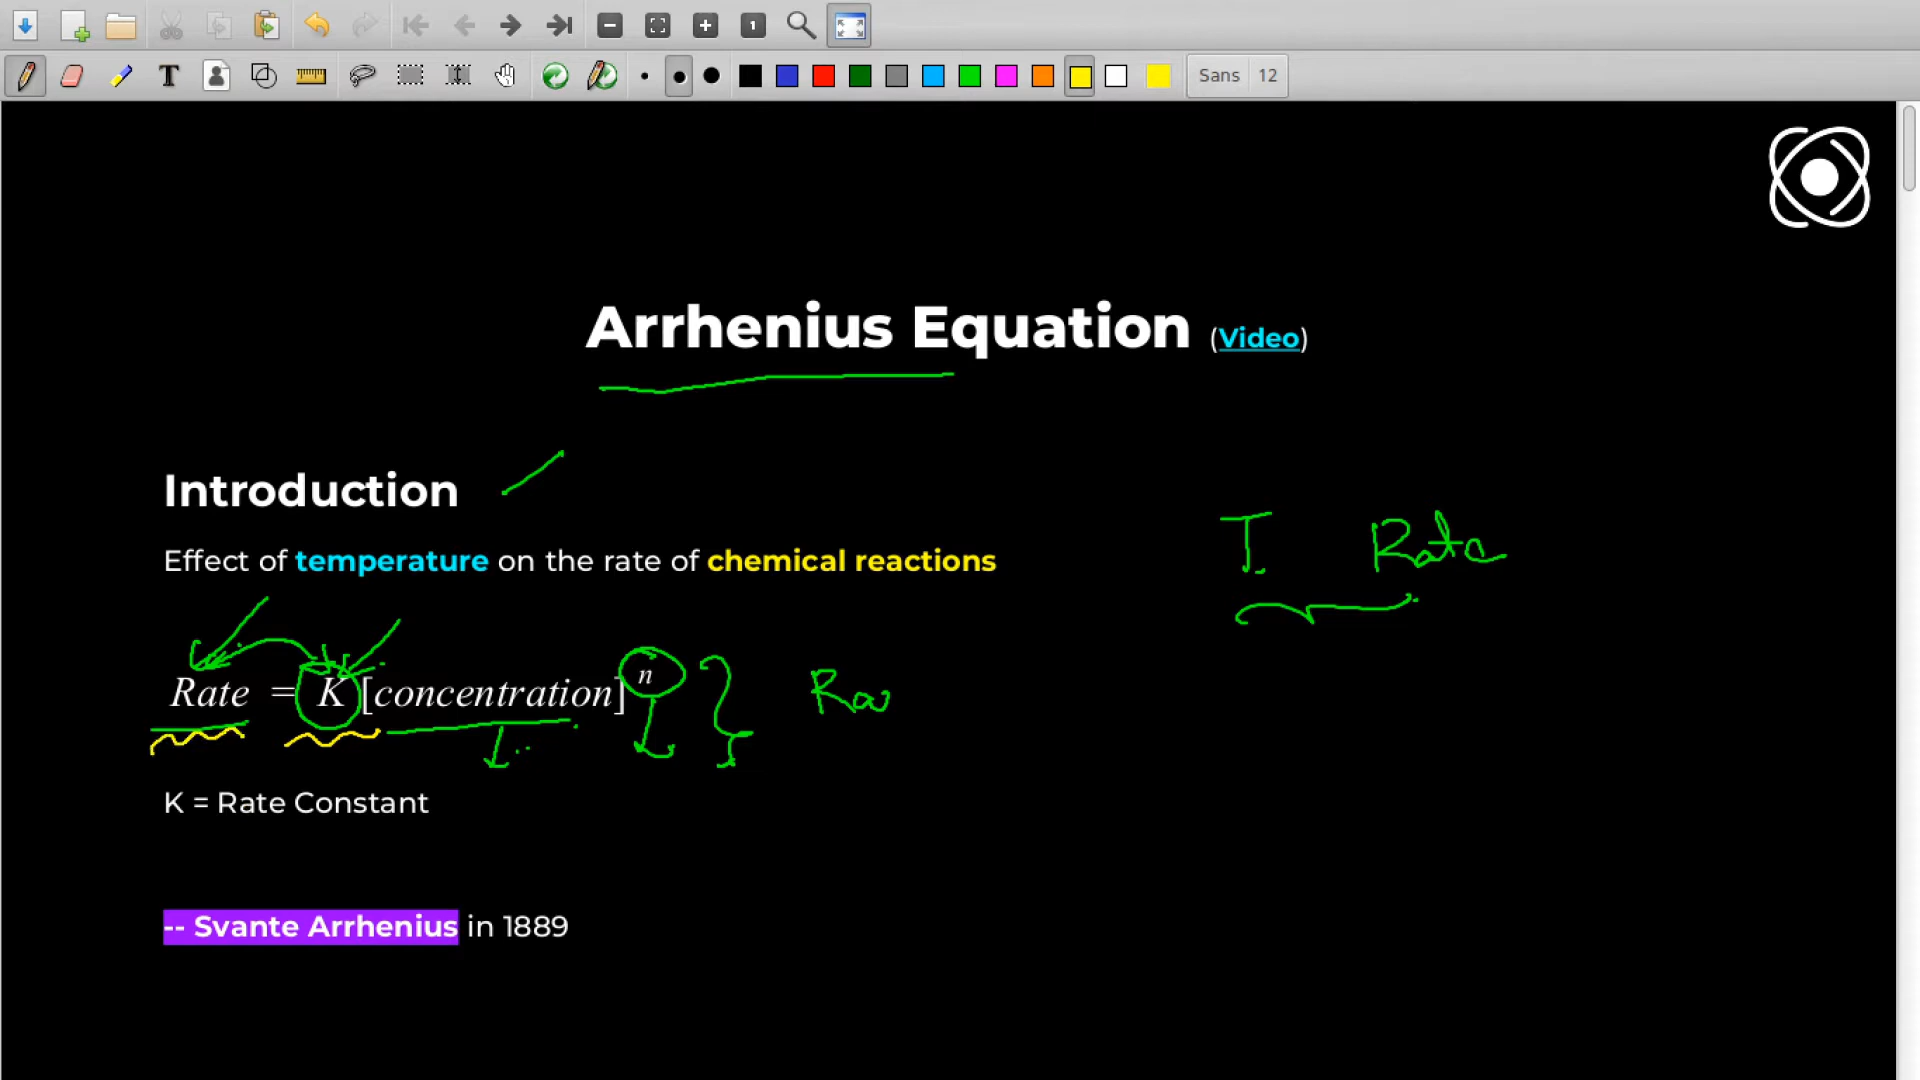 Sans 12
Arrhenius Equation (Video)
Introduction
Effect of temperature on the rate of chemical reactions
T Rate
Rate = K [concentration]n
K = Rate Constant
-- Svante Arrhenius in 1889